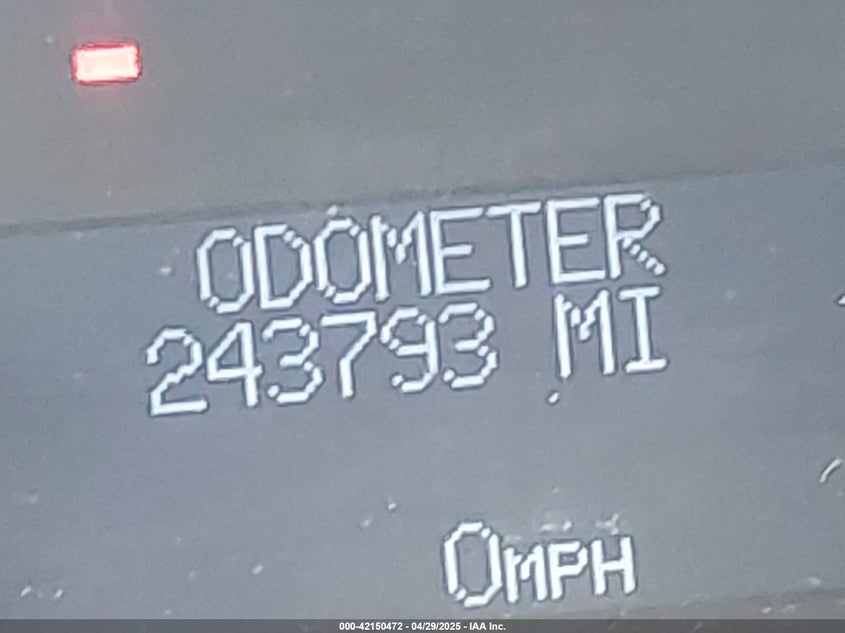 ODOMETER
243793 MI
0MPH
000-42150472 - 04/29/2025 - IAA Inc.